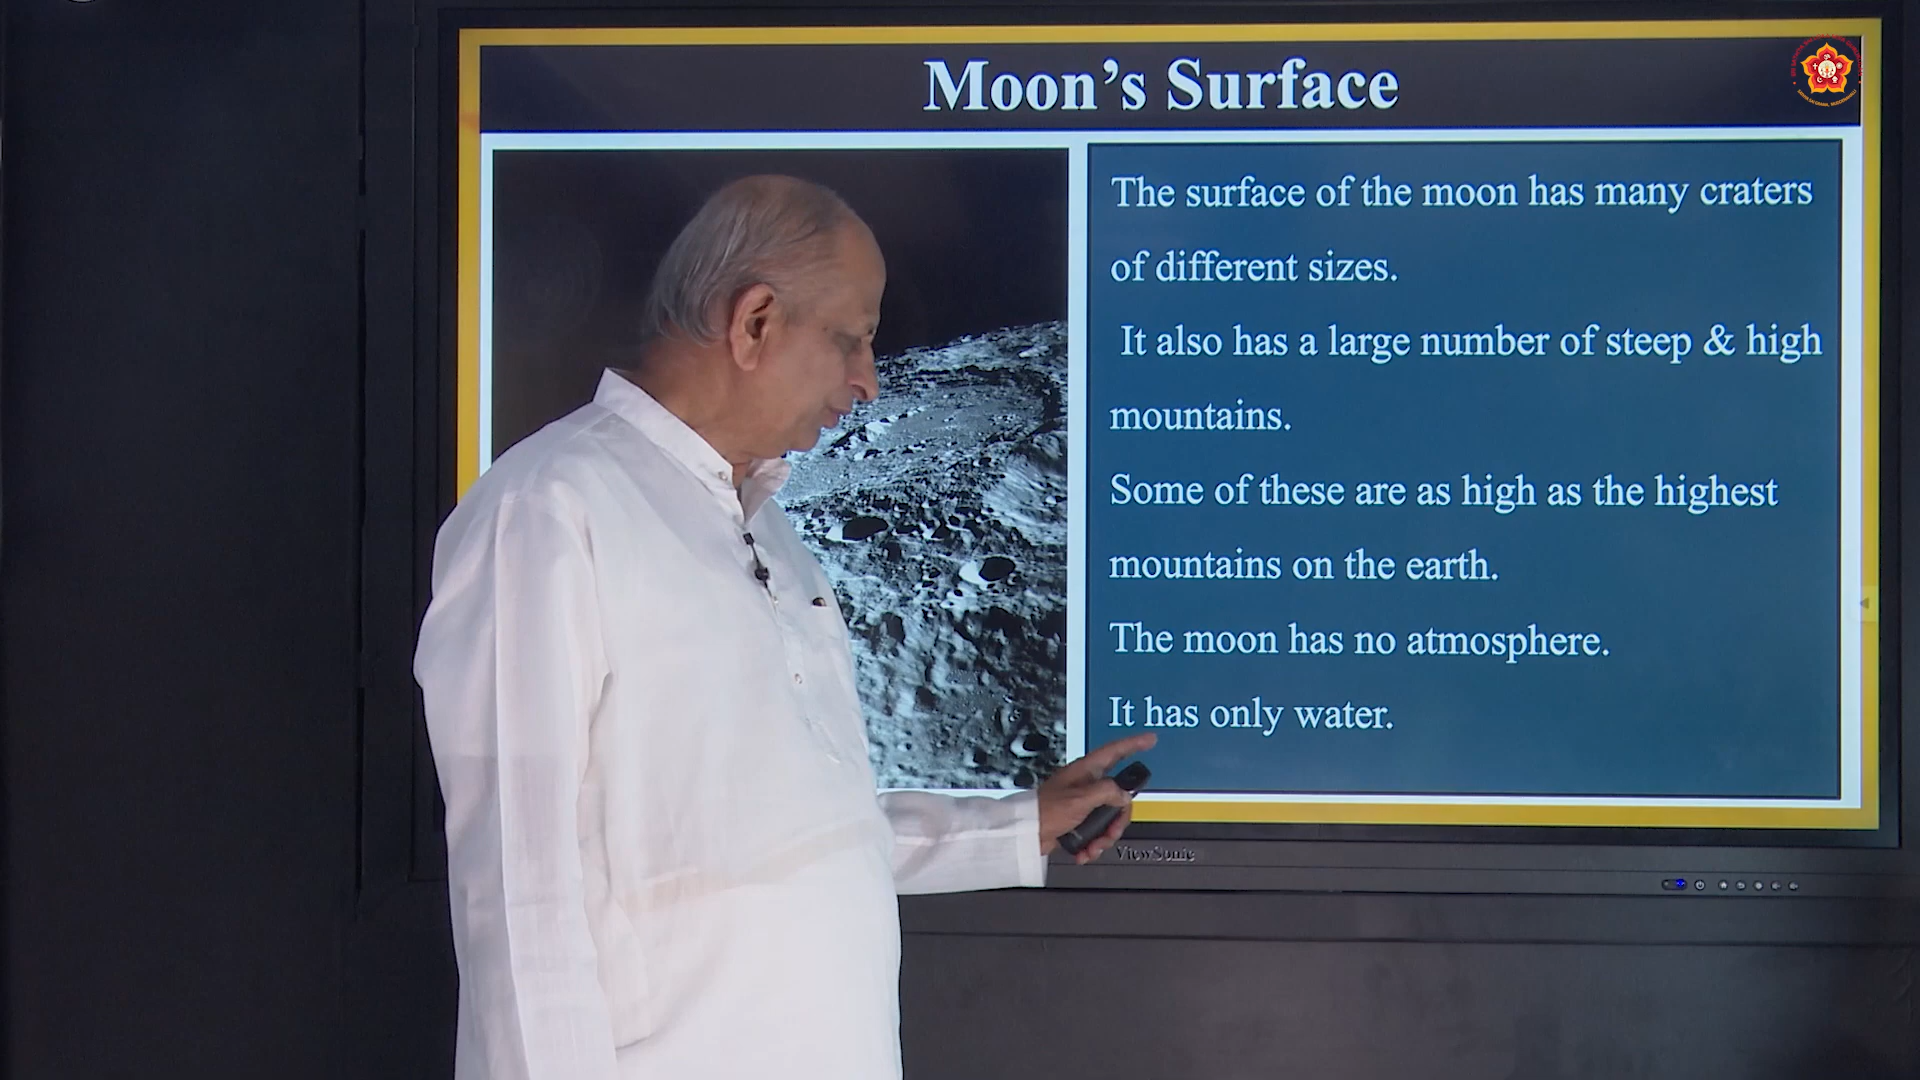 Moon's Surface
The surface of the moon has many craters
of different sizes.
It also has a large number of steep & high
mountains.
Some of these are as high as the highest
mountains on the earth.
The moon has no atmosphere.
It has only water.
ViewSonic